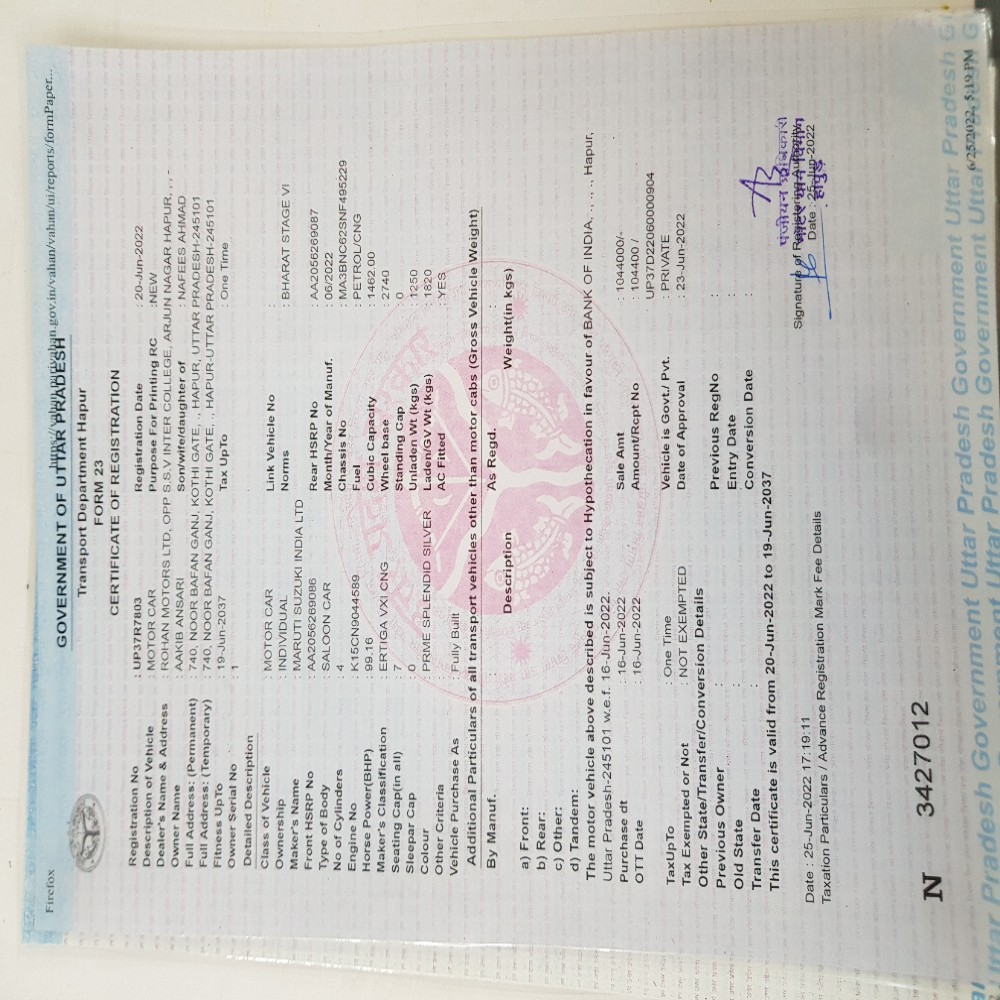 Firefox
https://vahan.parivahan.gov.in/vahan/vahan/ui/reports/formPaper...
GOVERNMENT OF UTTAR PRADESH
Transport Department Hapur
FORM 23
CERTIFICATE OF REGISTRATION
Registration No : UP37R7803 Registration Date : 20-Jun-2022
Description of Vehicle : MOTOR CAR Purpose For Printing RC : NEW
Dealer's Name & Address : ROHAN MOTORS LTD, OPP S.S.V INTER COLLEGE, ARJUN NAGAR HAPUR, , , -
Owner Name : AAKIB ANSARI Son/wife/daughter of : NAFEES AHMAD
Full Address: (Permanent) : 740, NOOR BAFAN GANJ, KOTHI GATE, ., HAPUR, UTTAR PRADESH-245101
Full Address: (Temporary) : 740, NOOR BAFAN GANJ, KOTHI GATE, ., HAPUR-UTTAR PRADESH-245101
Fitness UpTo : 19-Jun-2037 Tax UpTo : One Time
Owner Serial No : 1
Detailed Description
Class of Vehicle : MOTOR CAR Link Vehicle No :
Ownership : INDIVIDUAL Norms : BHARAT STAGE VI
Maker's Name : MARUTI SUZUKI INDIA LTD
Front HSRP No : AA2056269086 Rear HSRP No : AA2056269087
Type of Body : SALOON CAR Month/Year of Manuf. : 06/2022
No of Cylinders : 4 Chassis No : MA3BNC62SNF495229
Engine No : K15CN9044589 Fuel : PETROL/CNG
Horse Power(BHP) : 99.16 Cubic Capacity : 1462.00
Maker's Classification : ERTIGA VXI CNG Wheel base : 2740
Seating Cap(in all) : 7 Standing Cap : 0
Sleepar Cap : 0 Unladen Wt (kgs) : 1250
Colour : PRME SPLENDID SILVER Laden/GV Wt (kgs) : 1820
Other Criteria : AC Fitted : YES
Vehicle Purchase As : Fully Built
Additional Particulars of all transport vehicles other than motor cabs (Gross Vehicle Weight)
By Manuf. : As Regd. :
Description Weight(in kgs)
a) Front:
b) Rear:
c) Other:
d) Tandem:
The motor vehicle above described is subject to Hypothecation in favour of BANK OF INDIA, . , . , ., Hapur,
Uttar Pradesh-245101 w.e.f. 16-Jun-2022.
Purchase dt : 16-Jun-2022 Sale Amt : 1044000/-
OTT Date : 16-Jun-2022 Amount/Rcpt No : 104400 /
UP37D22060000904
TaxUpTo : One Time Vehicle is Govt./ Pvt. : PRIVATE
Tax Exempted or Not : NOT EXEMPTED Date of Approval : 23-Jun-2022
Other State/Transfer/Conversion Details
Previous Owner : Previous RegNo :
Old State : Entry Date :
Transfer Date : Conversion Date :
This certificate is valid from 20-Jun-2022 to 19-Jun-2037
Signature of Registering Authority
Date : 25-Jun-2022
पंजीयन अधिकारी
मोटर यान विभाग
हापुड़
Date : 25-Jun-2022 17:19:11
Taxation Particulars / Advance Registration Mark Fee Details
N 3427012
6/25/2022, 5:19 PM
Uttar Pradesh Government Uttar Pradesh Government Uttar Pradesh G